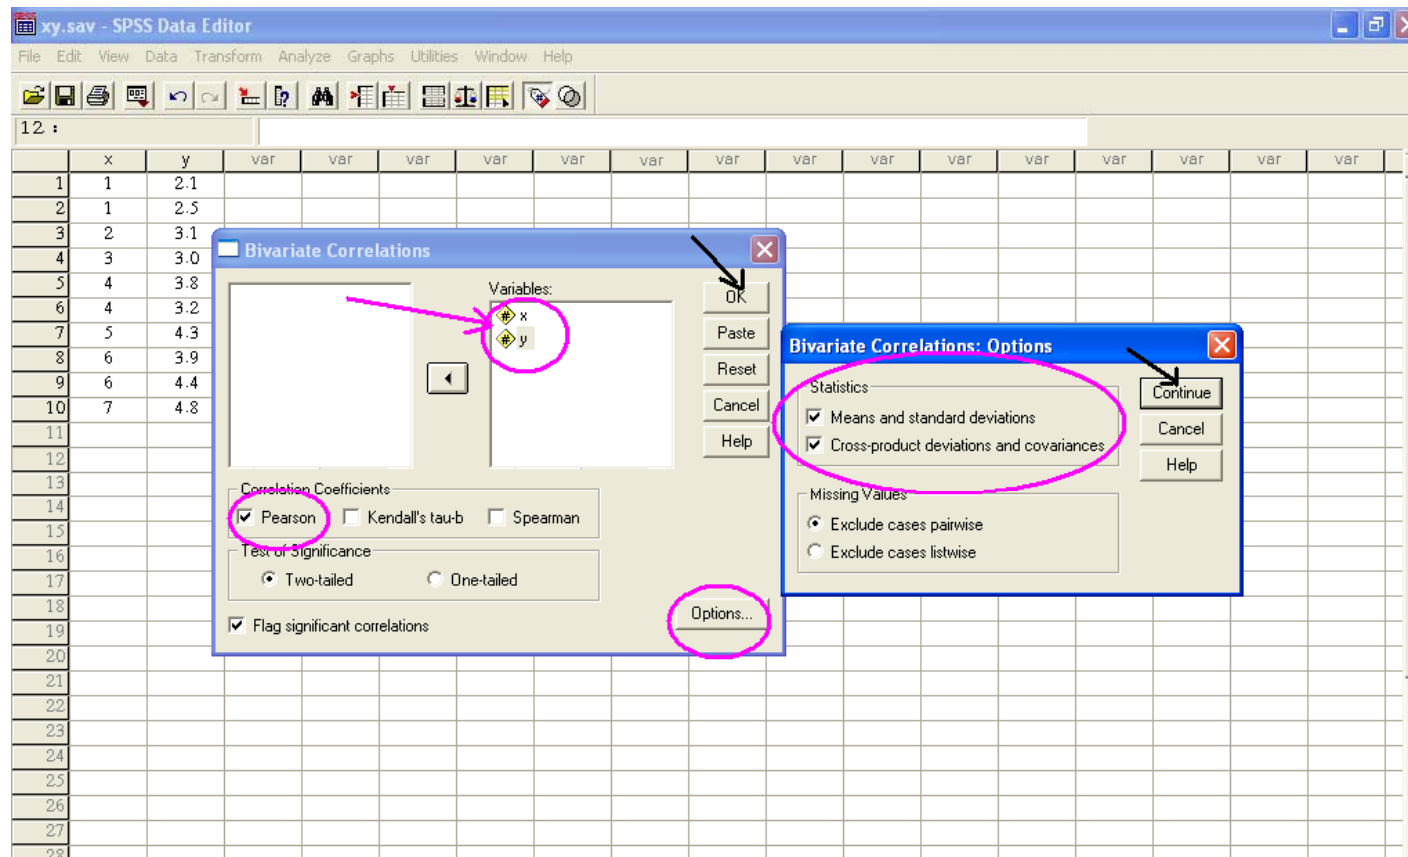 xy.sav - SPSS Data Editor
File Edit View Data Transform Analyze Graphs Utilities Window Help
12 :
x y var var var var var var var var var var var var var var var
1 1 2.1
2 1 2.5
3 2 3.1
4 3 3.0
5 4 3.8
6 4 3.2
7 5 4.3
8 6 3.9
9 6 4.4
10 7 4.8
11
12
13
14
15
16
17
18
19
20
21
22
23
24
25
26
27
28
Bivariate Correlations
Variables:
# x
# y
OK
Paste
Reset
Cancel
Help
Correlation Coefficients
Pearson Kendall's tau-b Spearman
Test of Significance
Two-tailed One-tailed
Flag significant correlations
Options...
Bivariate Correlations: Options
Statistics
Means and standard deviations
Cross-product deviations and covariances
Missing Values
Exclude cases pairwise
Exclude cases listwise
Continue
Cancel
Help